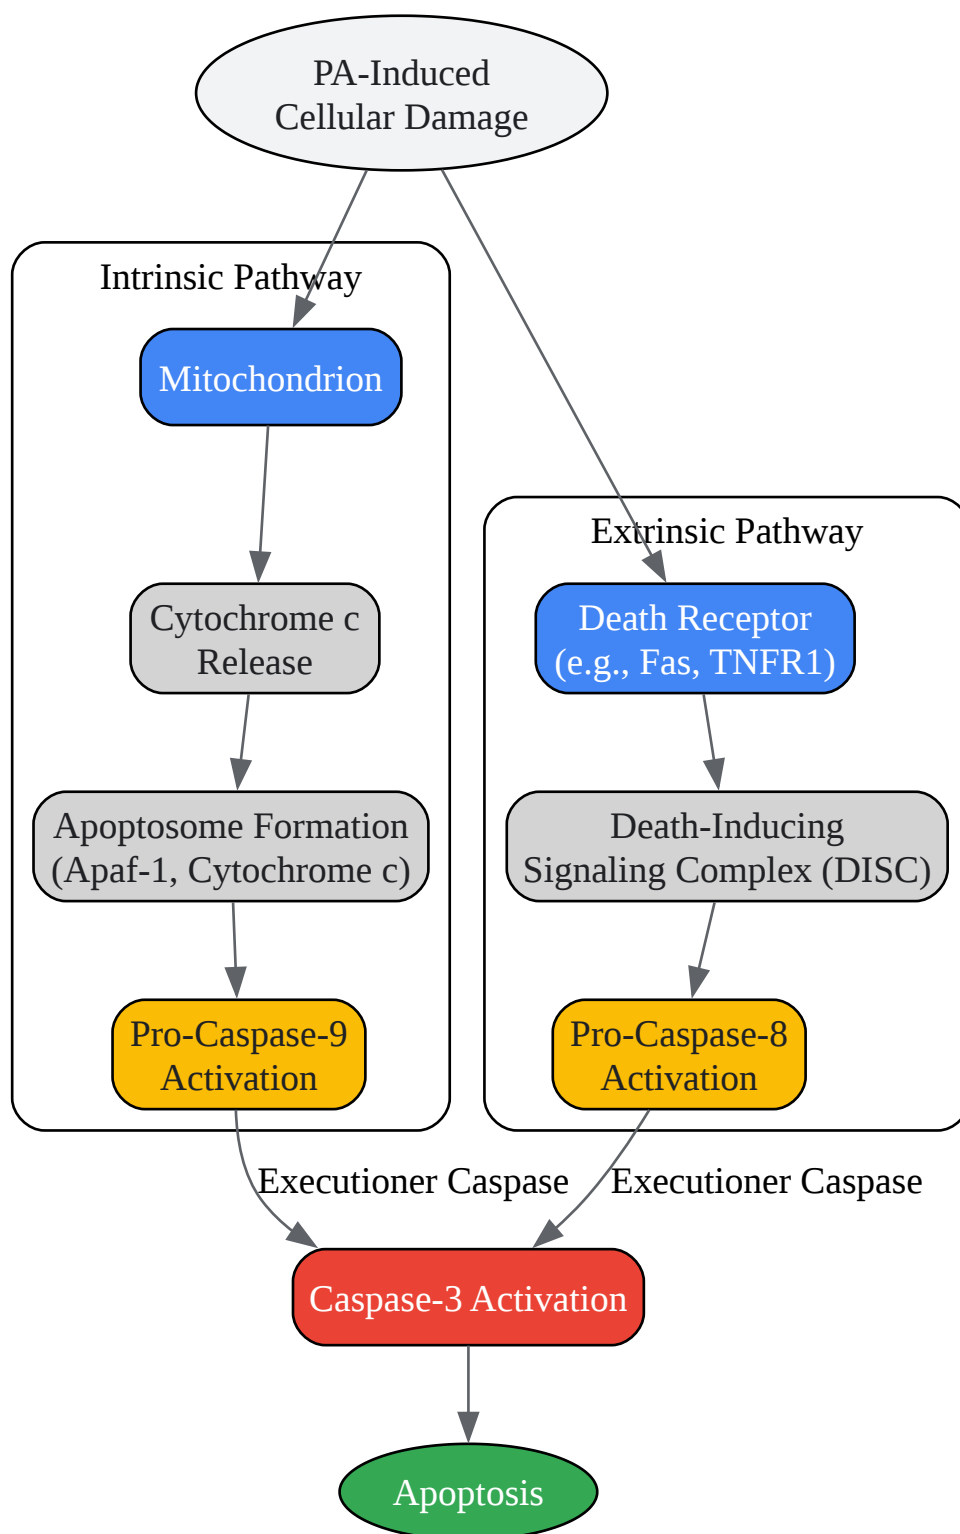 PA-Induced
Cellular Damage
Intrinsic Pathway
Mitochondrion
Cytochrome c
Release
Apoptosome Formation
(Apaf-1, Cytochrome c)
Pro-Caspase-9
Activation
Extrinsic Pathway
Death Receptor
(e.g., Fas, TNFR1)
Death-Inducing
Signaling Complex (DISC)
Pro-Caspase-8
Activation
Executioner Caspase
Executioner Caspase
Caspase-3 Activation
Apoptosis